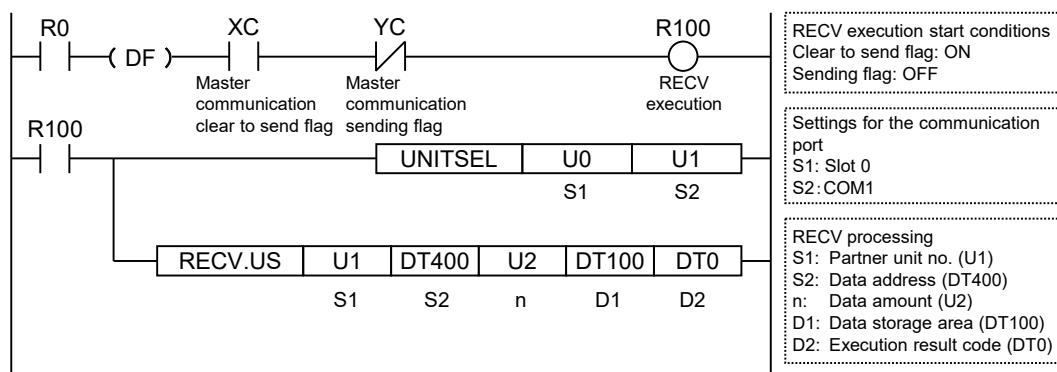 R0
XC
YC
R100
DF
Master
communication
clear to send flag
Master
communication
sending flag
RECV
execution
RECV execution start conditions
Clear to send flag: ON
Sending flag: OFF
R100
UNITSEL U0 U1
S1 S2
Settings for the communication
port
S1: Slot 0
S2:COM1
RECV.US U1 DT400 U2 DT100 DT0
S1 S2 n D1 D2
RECV processing
S1: Partner unit no. (U1)
S2: Data address (DT400)
n: Data amount (U2)
D1: Data storage area (DT100)
D2: Execution result code (DT0)